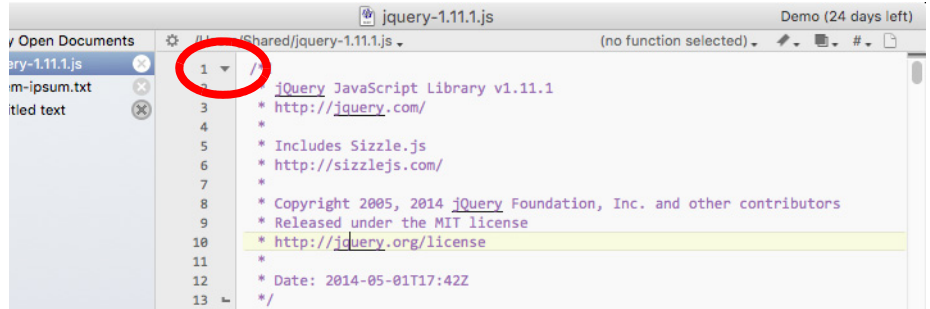 jquery-1.11.1.js Demo (24 days left)
y Open Documents /Shared/jquery-1.11.1.js (no function selected) #
ery-1.11.1.js
em-ipsum.txt
itled text
1 /*
2 * jQuery JavaScript Library v1.11.1
3 * http://jquery.com/
4 *
5 * Includes Sizzle.js
6 * http://sizzlejs.com/
7 *
8 * Copyright 2005, 2014 jQuery Foundation, Inc. and other contributors
9 * Released under the MIT license
10 * http://jquery.org/license
11 *
12 * Date: 2014-05-01T17:42Z
13 */